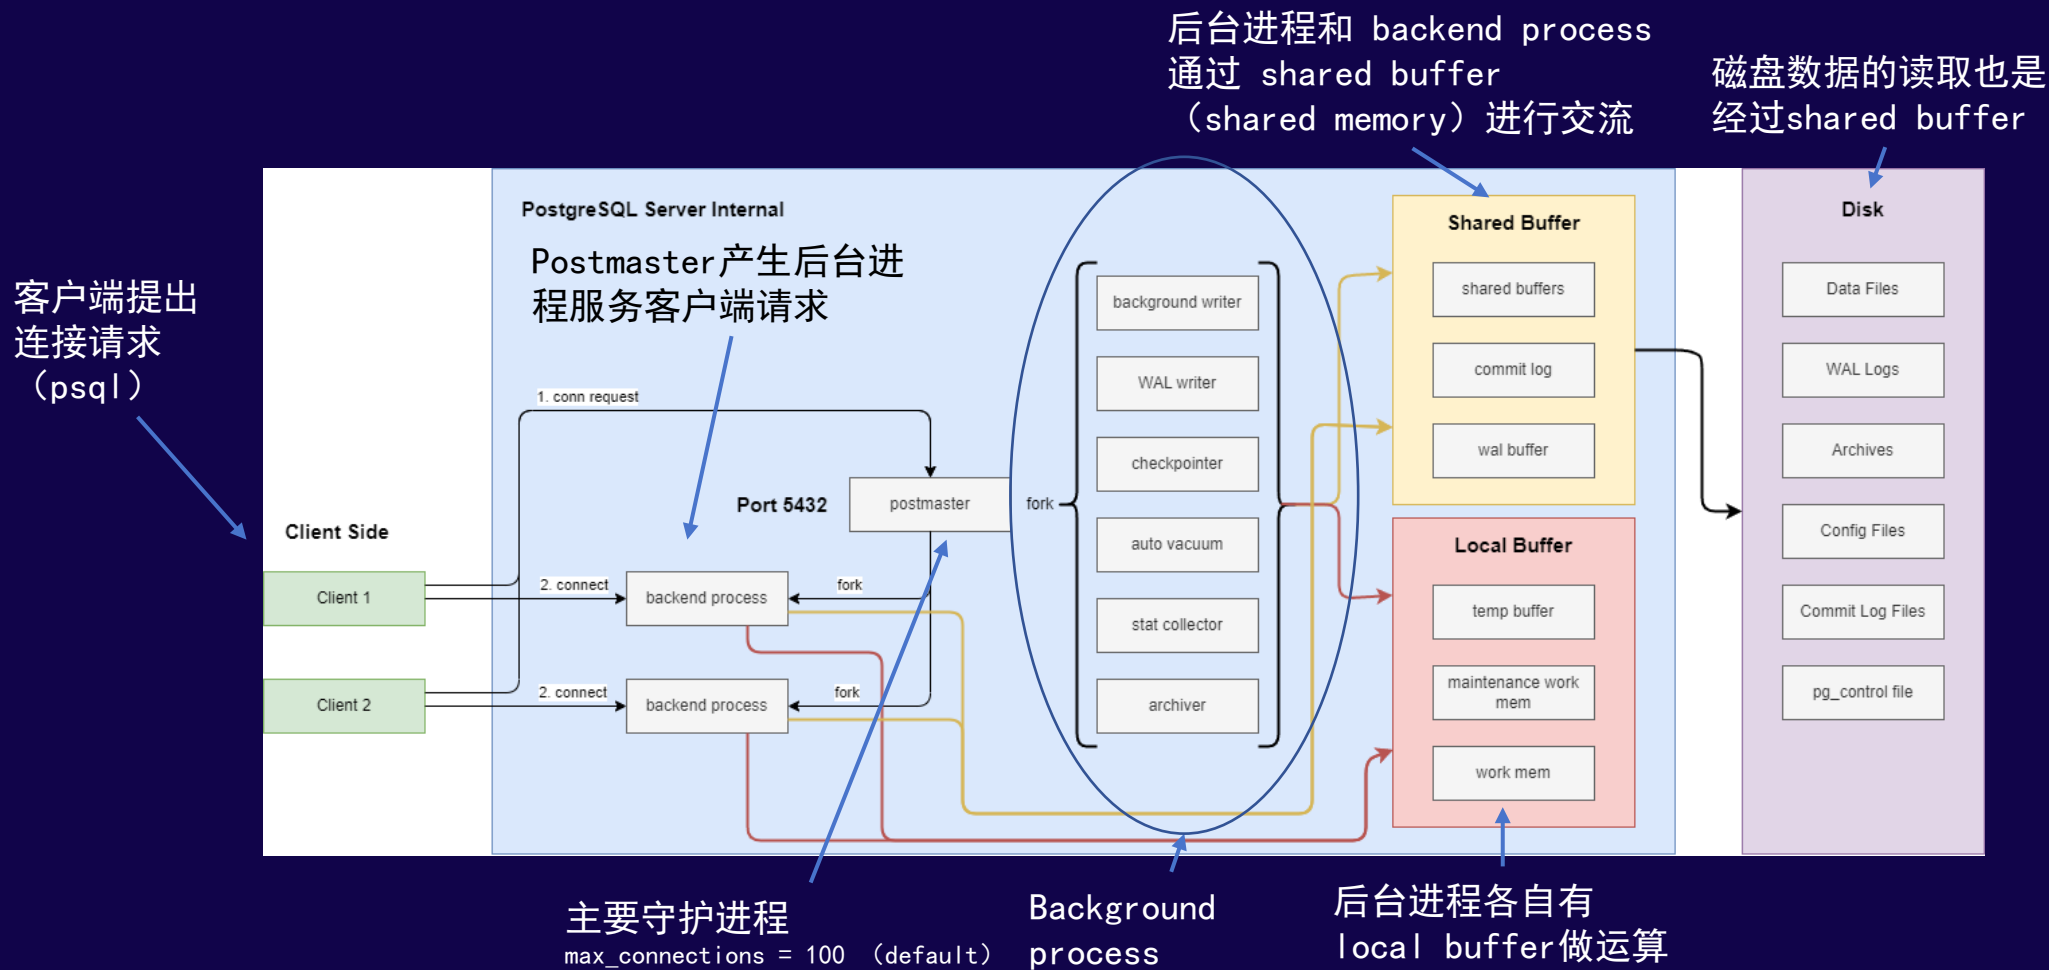 后台进程和 backend process
通过 shared buffer
（shared memory）进行交流
磁盘数据的读取也是
经过shared buffer
客户端提出
连接请求
（psql）
PostgreSQL Server Internal
Postmaster产生后台进
程服务客户端请求
1. conn request
Port 5432
postmaster
fork
Client Side
Client 1
2. connect
backend process
fork
Client 2
2. connect
backend process
fork
background writer
WAL writer
checkpointer
auto vacuum
stat collector
archiver
Shared Buffer
shared buffers
commit log
wal buffer
Local Buffer
temp buffer
maintenance work
mem
work mem
Disk
Data Files
WAL Logs
Archives
Config Files
Commit Log Files
pg_control file
主要守护进程
max_connections = 100 （default）
Background
process
后台进程各自有
local buffer做运算